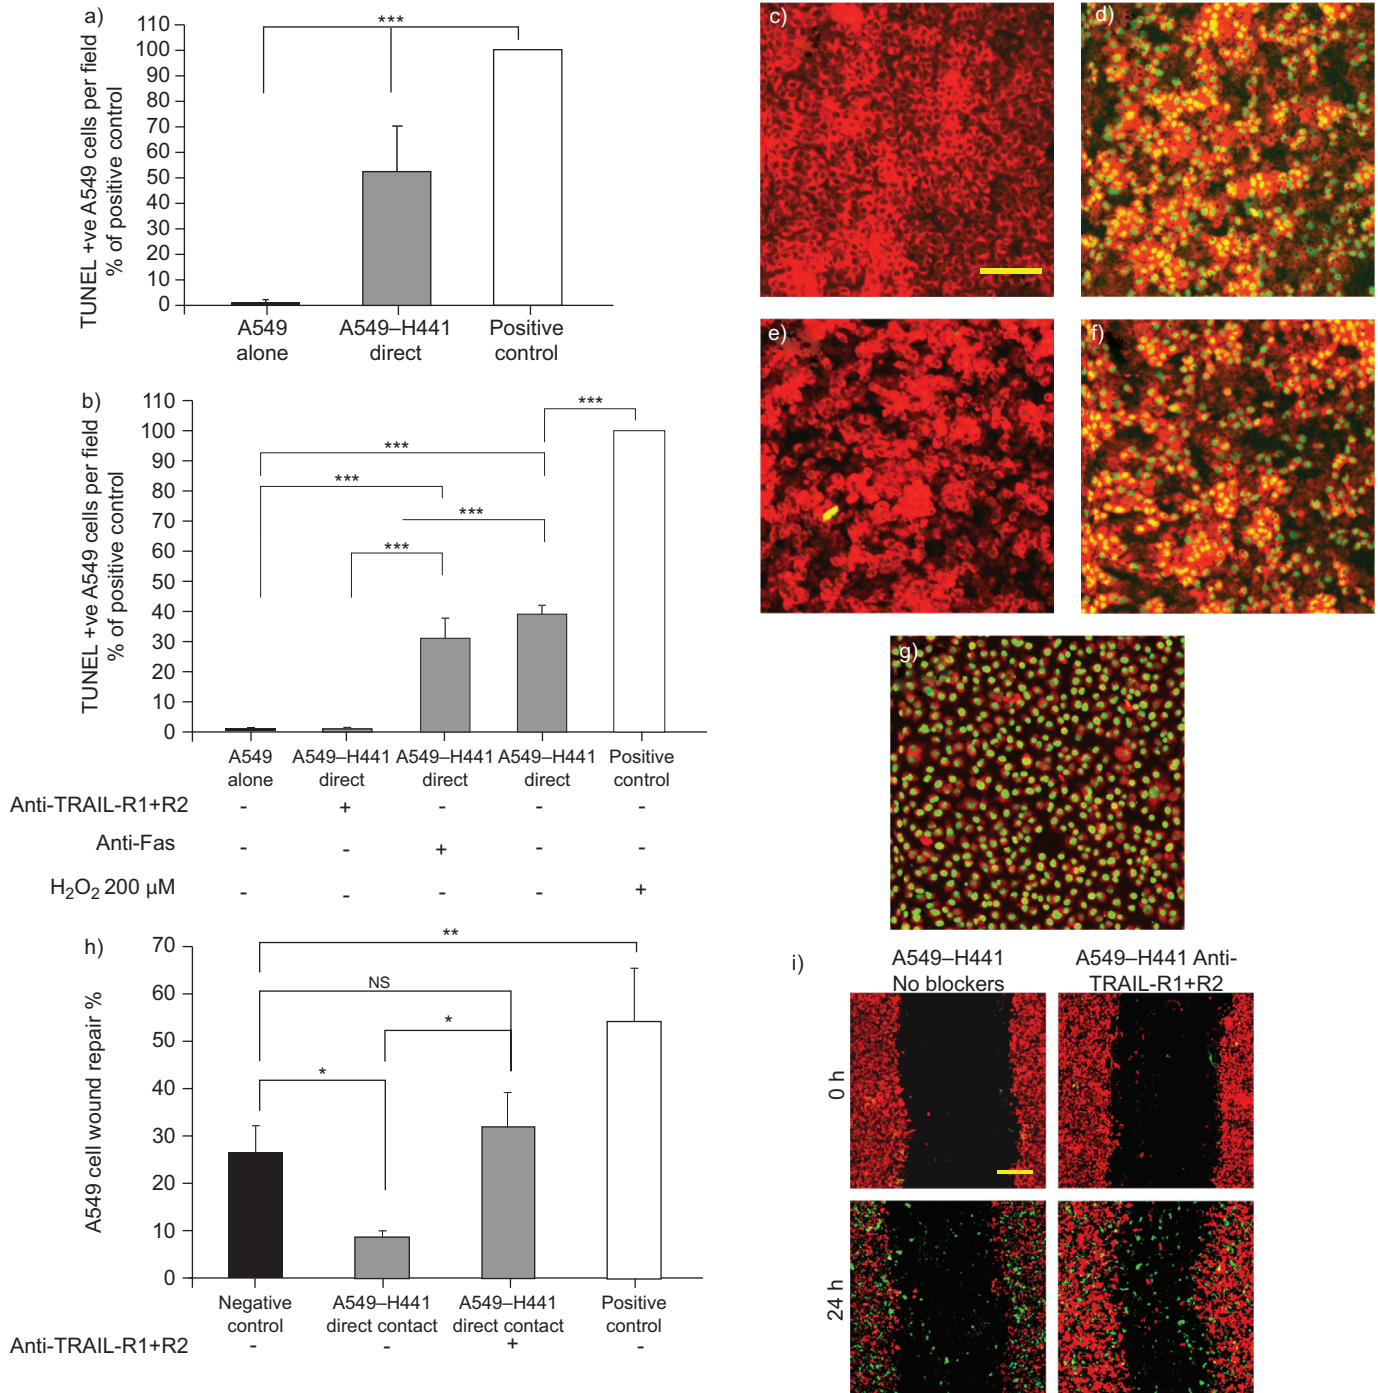 a)
TUNEL +ve A549 cells per field
% of positive control
110
100
90
80
70
60
50
40
30
20
10
0
***
A549 alone
A549–H441 direct
Positive control
b)
TUNEL +ve A549 cells per field
% of positive control
110
100
90
80
70
60
50
40
30
20
10
0
***
***
***
***
***
A549 alone
A549–H441 direct
A549–H441 direct
A549–H441 direct
Positive control
Anti-TRAIL-R1+R2 - + - - -
Anti-Fas - - + - -
H₂O₂ 200 µM - - - - +
c)
d)
e)
f)
g)
h)
A549 cell wound repair %
70
60
50
40
30
20
10
0
**
NS
*
*
Negative control
A549–H441 direct contact
A549–H441 direct contact
Positive control
Anti-TRAIL-R1+R2 - - + -
i)
A549–H441
No blockers
A549–H441 Anti-
TRAIL-R1+R2
0 h
24 h